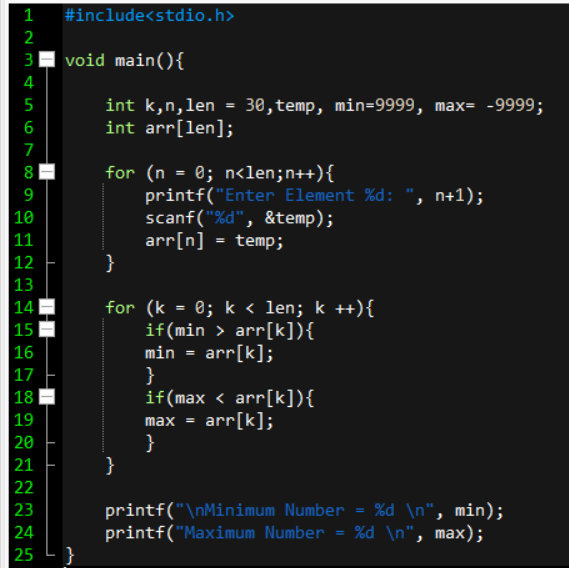 1 #include<stdio.h>
2
3 void main(){
4
5     int k,n,len = 30,temp, min=9999, max= -9999;
6     int arr[len];
7
8     for (n = 0; n<len;n++){
9         printf("Enter Element %d: ", n+1);
10         scanf("%d", &temp);
11         arr[n] = temp;
12     }
13
14     for (k = 0; k < len; k ++){
15         if(min > arr[k]){
16         min = arr[k];
17         }
18         if(max < arr[k]){
19         max = arr[k];
20         }
21     }
22
23     printf("\nMinimum Number = %d \n", min);
24     printf("Maximum Number = %d \n", max);
25 }